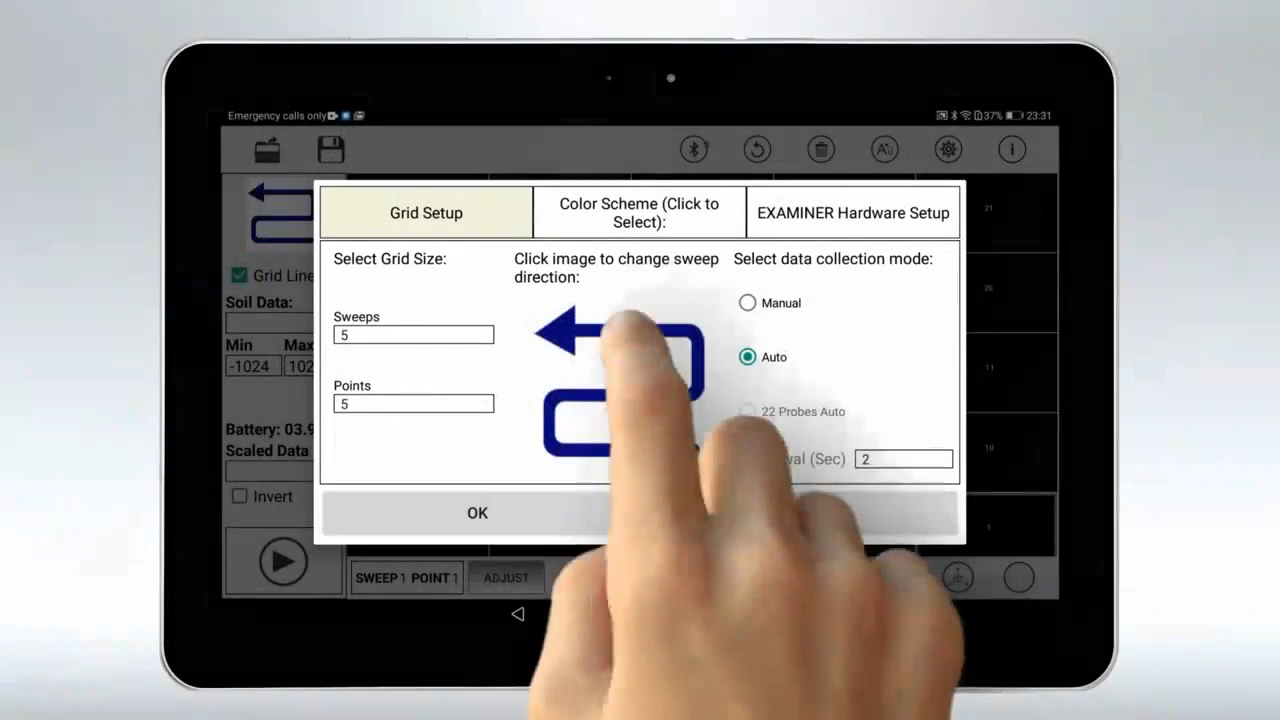 Emergency calls only
37% 23:31
Grid Setup
Color Scheme (Click to
Select):
EXAMINER Hardware Setup
Select Grid Size:
Click image to change sweep
direction:
Select data collection mode:
Sweeps
5
Points
5
Manual
Auto
22 Probes Auto
(Sec)
2
OK
Grid Line
Soil Data:
Min
Max
-1024
102
Battery: 03.9
Scaled Data
Invert
SWEEP 1 POINT 1
ADJUST
21
20
11
10
1
i